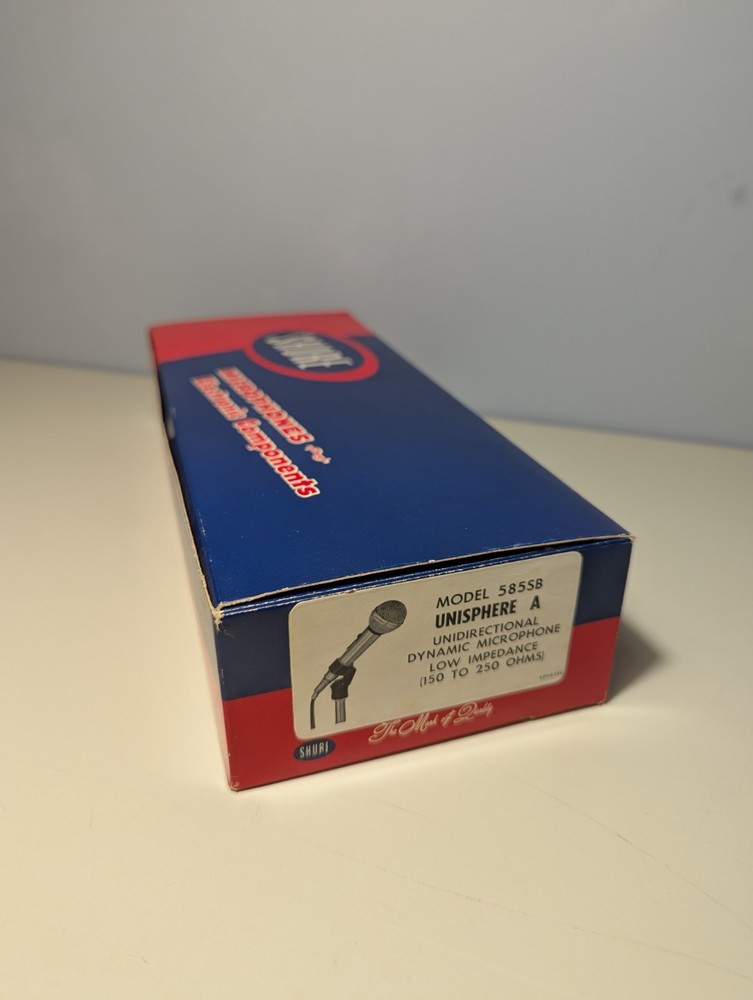 SHURE
MICROPHONES and
Electronic Components
MODEL 585SB
UNISPHERE A
UNIDIRECTIONAL
DYNAMIC MICROPHONE
LOW IMPEDANCE
(150 TO 250 OHMS)
The Mark of Quality
SHURE